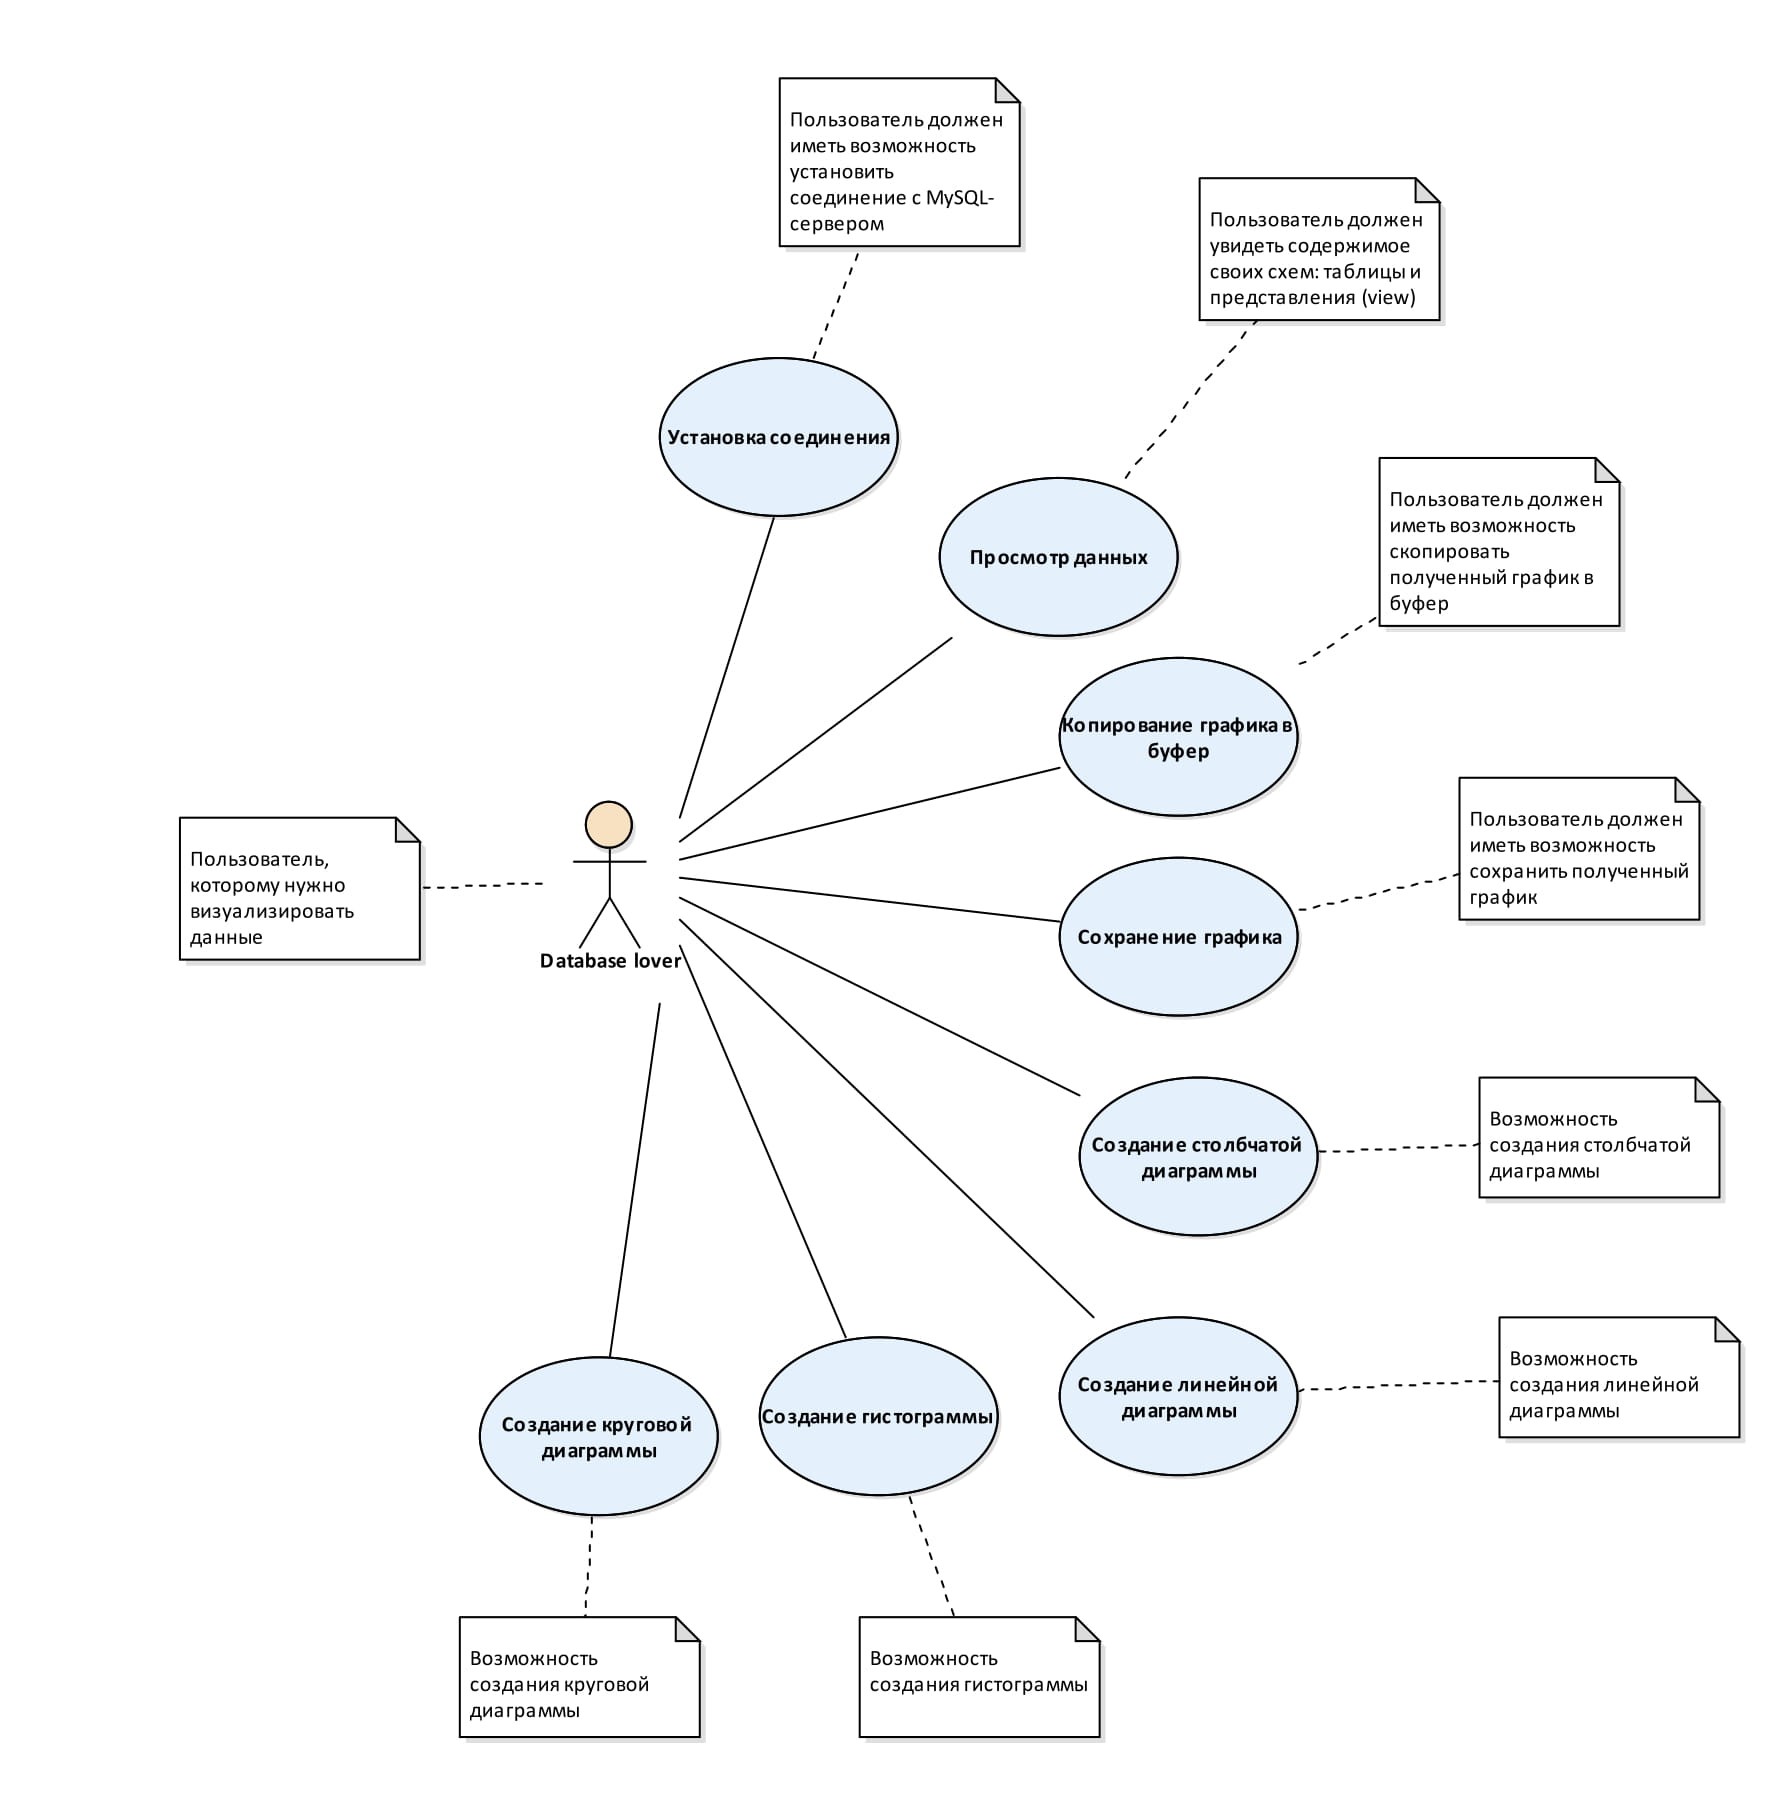 Пользователь должен
иметь возможность
установить
соединение с MySQL-
сервером
Пользователь должен
увидеть содержимое
своих схем: таблицы и
представления (view)
Установка соединения
Просмотр данных
Пользователь должен
иметь возможность
скопировать
полученный график в
буфер
Копирование графика в
буфер
Пользователь,
которому нужно
визуализировать
данные
Database lover
Пользователь должен
иметь возможность
сохранить полученный
график
Сохранение графика
Создание столбчатой
диаграммы
Возможность
создания столбчатой
диаграммы
Создание линейной
диаграммы
Возможность
создания линейной
диаграммы
Создание круговой
диаграммы
Создание гистограммы
Возможность
создания круговой
диаграммы
Возможность
создания гистограммы